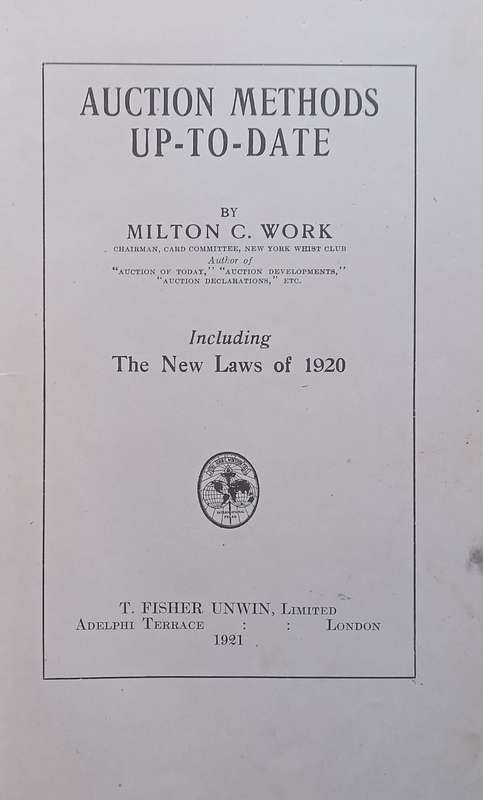 AUCTION METHODS
UP-TO-DATE
BY
MILTON C. WORK
CHAIRMAN, CARD COMMITTEE, NEW YORK WHIST CLUB
Author of
"AUCTION OF TODAY," "AUCTION DEVELOPMENTS,"
"AUCTION DECLARATIONS," ETC.
Including
The New Laws of 1920
INTERNATIONAL
PRESS
T. FISHER UNWIN, LIMITED
ADELPHI TERRACE : : LONDON
1921